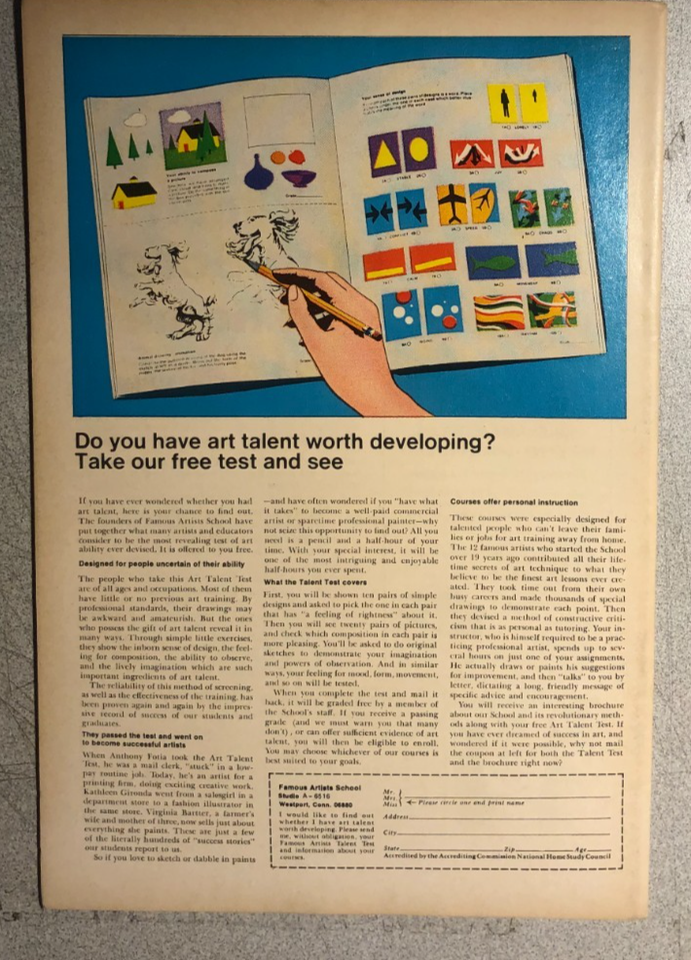 Your sense of design
Do you have art talent worth developing?
Take our free test and see
If you have ever wondered whether you had
art talent, here is your chance to find out.
The founders of Famous Artists School have
put together what many artists and educators
consider to be the most revealing test of art
ability ever devised. It is offered to you free.
Designed for people uncertain of their ability
The people who take this Art Talent Test
are of all ages and occupations. Most of them
have little or no previous art training. By
professional standards, their drawings may
be awkward and amateurish. But the ones
who possess the gift of art talent reveal it in
many ways. Through simple little exercises,
they show the inborn sense of design, the feel-
ing for composition, the ability to observe,
and the lively imagination which are such
important ingredients of art talent.
The reliability of this method of screening,
as well as the effectiveness of the training, has
been proven again and again by the impres-
sive record of success of our students and
graduates.
They passed the test and went on
to become successful artists
When Anthony Fonia took the Art Talent
Test, he was a mail clerk, "stuck" in a low-
pay routine job. Today, he's an artist for a
printing firm, doing exciting creative work.
Kathleen Gironda went from a salesgirl in a
department store to a fashion illustrator in
the same store. Virginia Bartter, a farmer's
wife and mother of three, now sells just about
everything she paints. These are just a few
of the literally hundreds of "success stories"
our students report to us.
So if you love to sketch or dabble in paints
—and have often wondered if you "have what
it takes" to become a well-paid commercial
artist or sparetime professional painter—why
not seize this opportunity to find out? All you
need is a pencil and a half-hour of your
time. With your special interest, it will be
one of the most intriguing and enjoyable
half-hours you ever spent.
What the Talent Test covers
First, you will be shown ten pairs of simple
designs and asked to pick the one in each pair
that has "a feeling of rightness" about it.
Then you will see twenty pairs of pictures,
and check which composition in each pair is
more pleasing. You'll be asked to do original
sketches to demonstrate your imagination
and powers of observation. And in similar
ways, your feeling for mood, form, movement,
and so on will be tested.
When you complete the test and mail it
back, it will be graded free by a member of
the School's staff. If you receive a passing
grade (and we must warn you that many
don't), or can offer sufficient evidence of art
talent, you will then be eligible to enroll.
You may choose whichever of our courses is
best suited to your goals.
Courses offer personal instruction
These courses were especially designed for
talented people who can't leave their fami-
lies or jobs for art training away from home.
The 12 famous artists who started the School
over 19 years ago contributed all their life-
time secrets of art technique to what they
believe to be the finest art lessons ever cre-
ated. They took time out from their own
busy careers and made thousands of special
drawings to demonstrate each point. Then
they devised a method of constructive criti-
cism that is as personal as tutoring. Your in-
structor, who is himself required to be a prac-
ticing professional artist, spends up to sev-
eral hours on just one of your assignments.
He actually draws or paints his suggestions
for improvement, and then "talks" to you by
letter, dictating a long, friendly message of
specific advice and encouragement.
You will receive an interesting brochure
about our School and its revolutionary meth-
ods along with your free Art Talent Test. If
you have ever dreamed of success in art, and
wondered if it were possible, why not mail
the coupon at left for both the Talent Test
and the brochure right now?
Famous Artists School
Studio A-6516
Westport, Conn. 06880
I would like to find out
whether I have art talent
worth developing. Please send
me, without obligation, your
Famous Artists Talent Test
and information about your
courses.
Mr.
Mrs.
Miss
Please circle one and print name
Address
City
State Zip Age
Accredited by the Accrediting Commission National Home Study Council